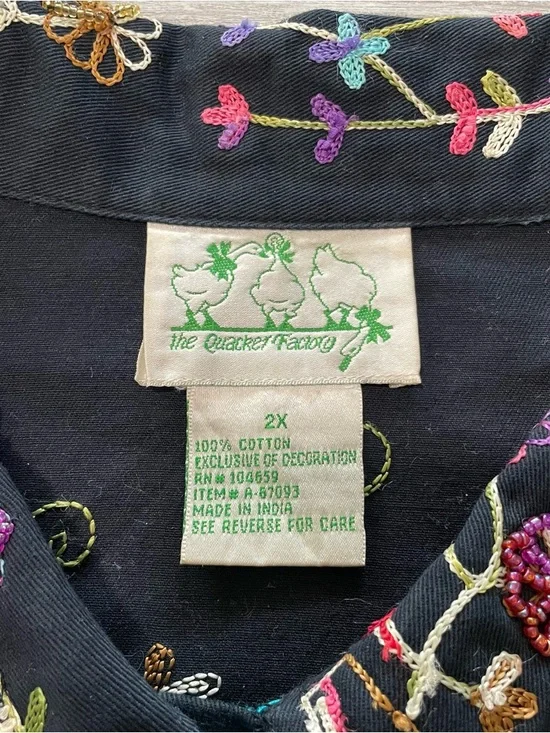 the Quacker Factory
2X
100% COTTON
EXCLUSIVE OF DECORATION
RN# 104659
ITEM# A-87093
MADE IN INDIA
SEE REVERSE FOR CARE